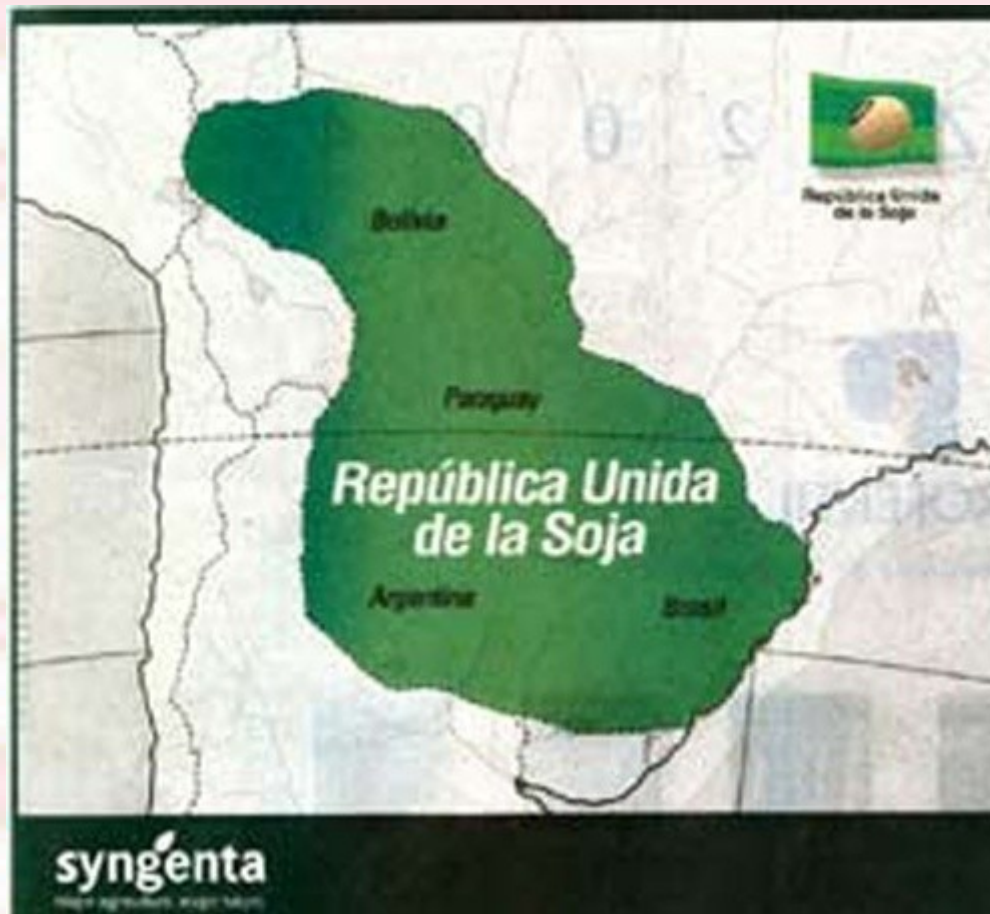 República Unida
de la Soja
Bolivia
Paraguay
República Unida
de la Soja
Argentina
Brasil
syngenta